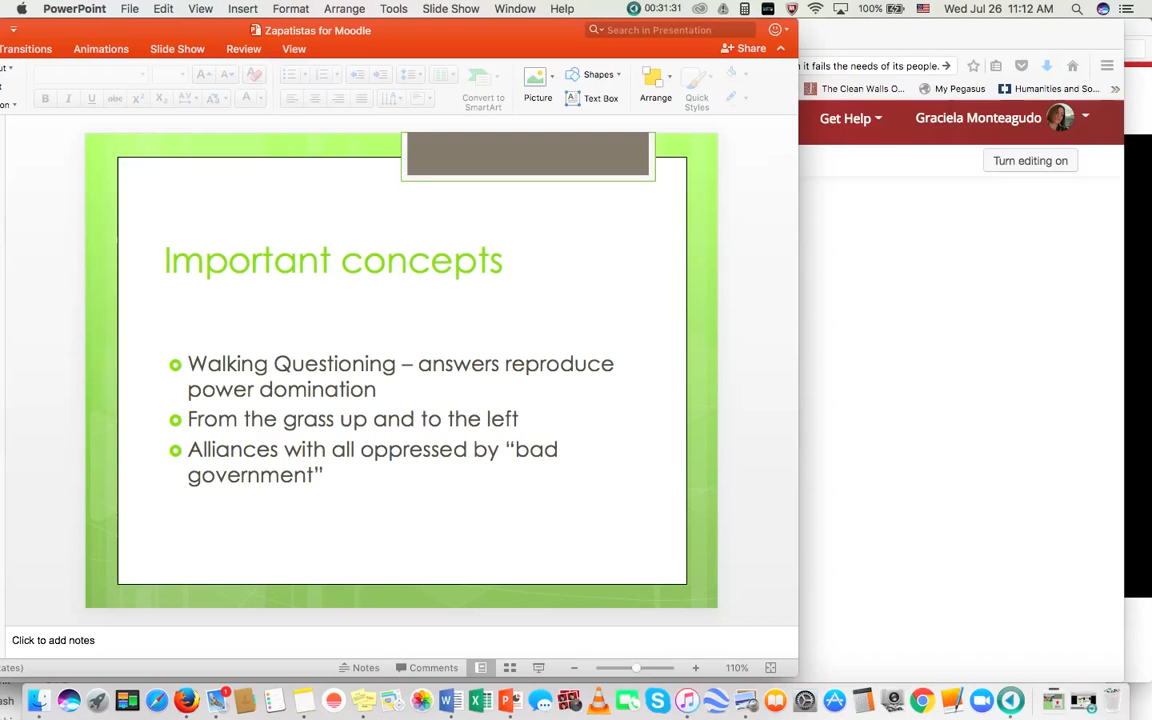 PowerPoint File Edit View Insert Format Arrange Tools Slide Show Window Help 00:31:31 100% Wed Jul 26 11:12 AM
Zapatistas for Moodle
Search in Presentation
Transitions Animations Slide Show Review View
Share
it fails the needs of its people.
Convert to
SmartArt
Picture
Shapes
Text Box
Arrange
Quick
Styles
The Clean Walls O... My Pegasus Humanities and So...
Get Help Graciela Monteagudo
Turn editing on
Important concepts
Walking Questioning – answers reproduce
power domination
From the grass up and to the left
Alliances with all oppressed by “bad
government”
Click to add notes
Notes Comments 110%